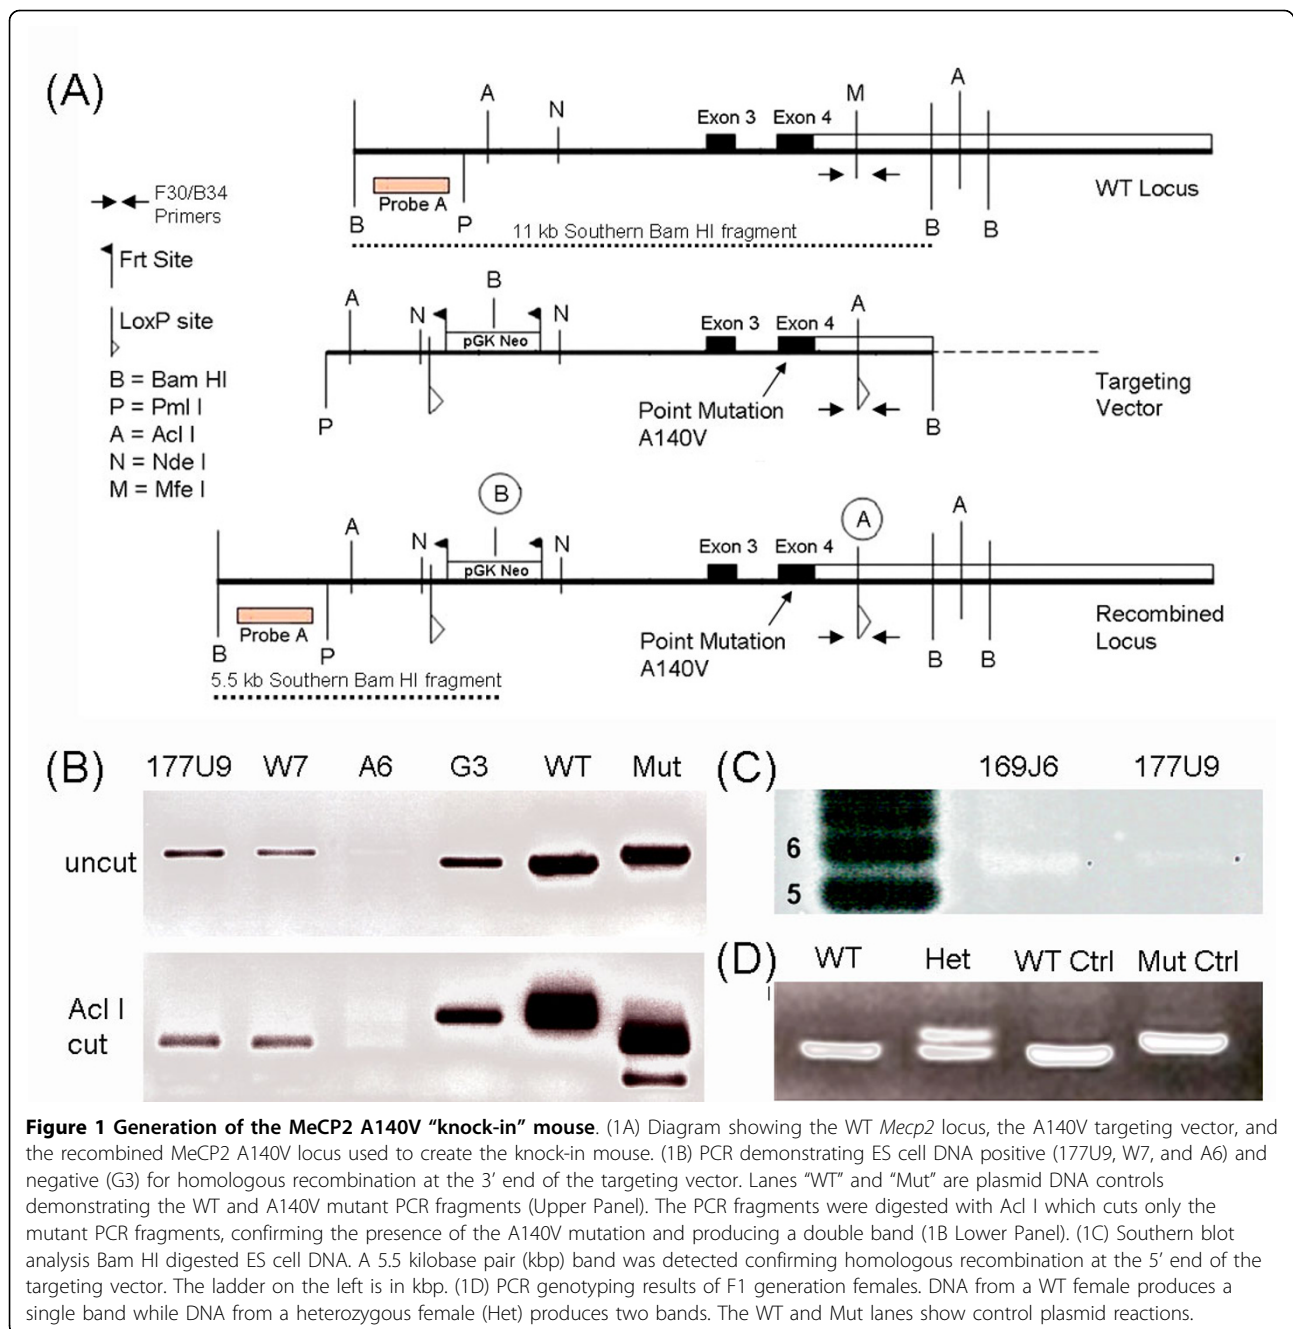 (A)
A
N
Exon 3 Exon 4
M
A
F30/B34
Primers
Probe A
WT Locus
B P
11 kb Southern Bam HI fragment
B B
Frt Site
LoxP site
B = Bam HI
P = Pml I
A = Acl I
N = Nde I
M = Mfe I
A N B N
pGK Neo
Exon 3 Exon 4
A
Point Mutation
A140V
Targeting
Vector
P B
B A
A N N
pGK Neo
Exon 3 Exon 4
A
Probe A
Point Mutation
A140V
Recombined
Locus
B P
B B
5.5 kb Southern Bam HI fragment
(B) 177U9 W7 A6 G3 WT Mut
uncut
Acl I
cut
(C) 169J6 177U9
6
5
(D) WT Het WT Ctrl Mut Ctrl
Figure 1 Generation of the MeCP2 A140V “knock-in” mouse. (1A) Diagram showing the WT Mecp2 locus, the A140V targeting vector, and
the recombined MeCP2 A140V locus used to create the knock-in mouse. (1B) PCR demonstrating ES cell DNA positive (177U9, W7, and A6) and
negative (G3) for homologous recombination at the 3’ end of the targeting vector. Lanes “WT” and “Mut” are plasmid DNA controls
demonstrating the WT and A140V mutant PCR fragments (Upper Panel). The PCR fragments were digested with Acl I which cuts only the
mutant PCR fragments, confirming the presence of the A140V mutation and producing a double band (1B Lower Panel). (1C) Southern blot
analysis Bam HI digested ES cell DNA. A 5.5 kilobase pair (kbp) band was detected confirming homologous recombination at the 5’ end of the
targeting vector. The ladder on the left is in kbp. (1D) PCR genotyping results of F1 generation females. DNA from a WT female produces a
single band while DNA from a heterozygous female (Het) produces two bands. The WT and Mut lanes show control plasmid reactions.